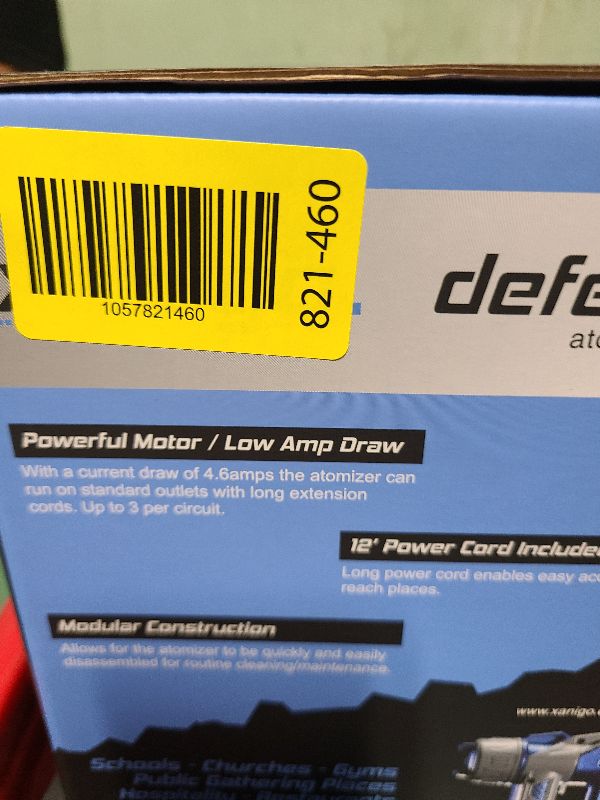 1057821460
821-460
defe
atc
Powerful Motor / Low Amp Draw
With a current draw of 4.6amps the atomizer can
run on standard outlets with long extension
cords. Up to 3 per circuit.
12' Power Cord Include
Long power cord enables easy acc
reach places.
Modular Construction
Allows for the atomizer to be quickly and easily
disassembled for routine cleaning/maintenance.
www.xanigo.
Schools - Churches - Gyms
Public Gathering Places
Hospitality - Restaurants